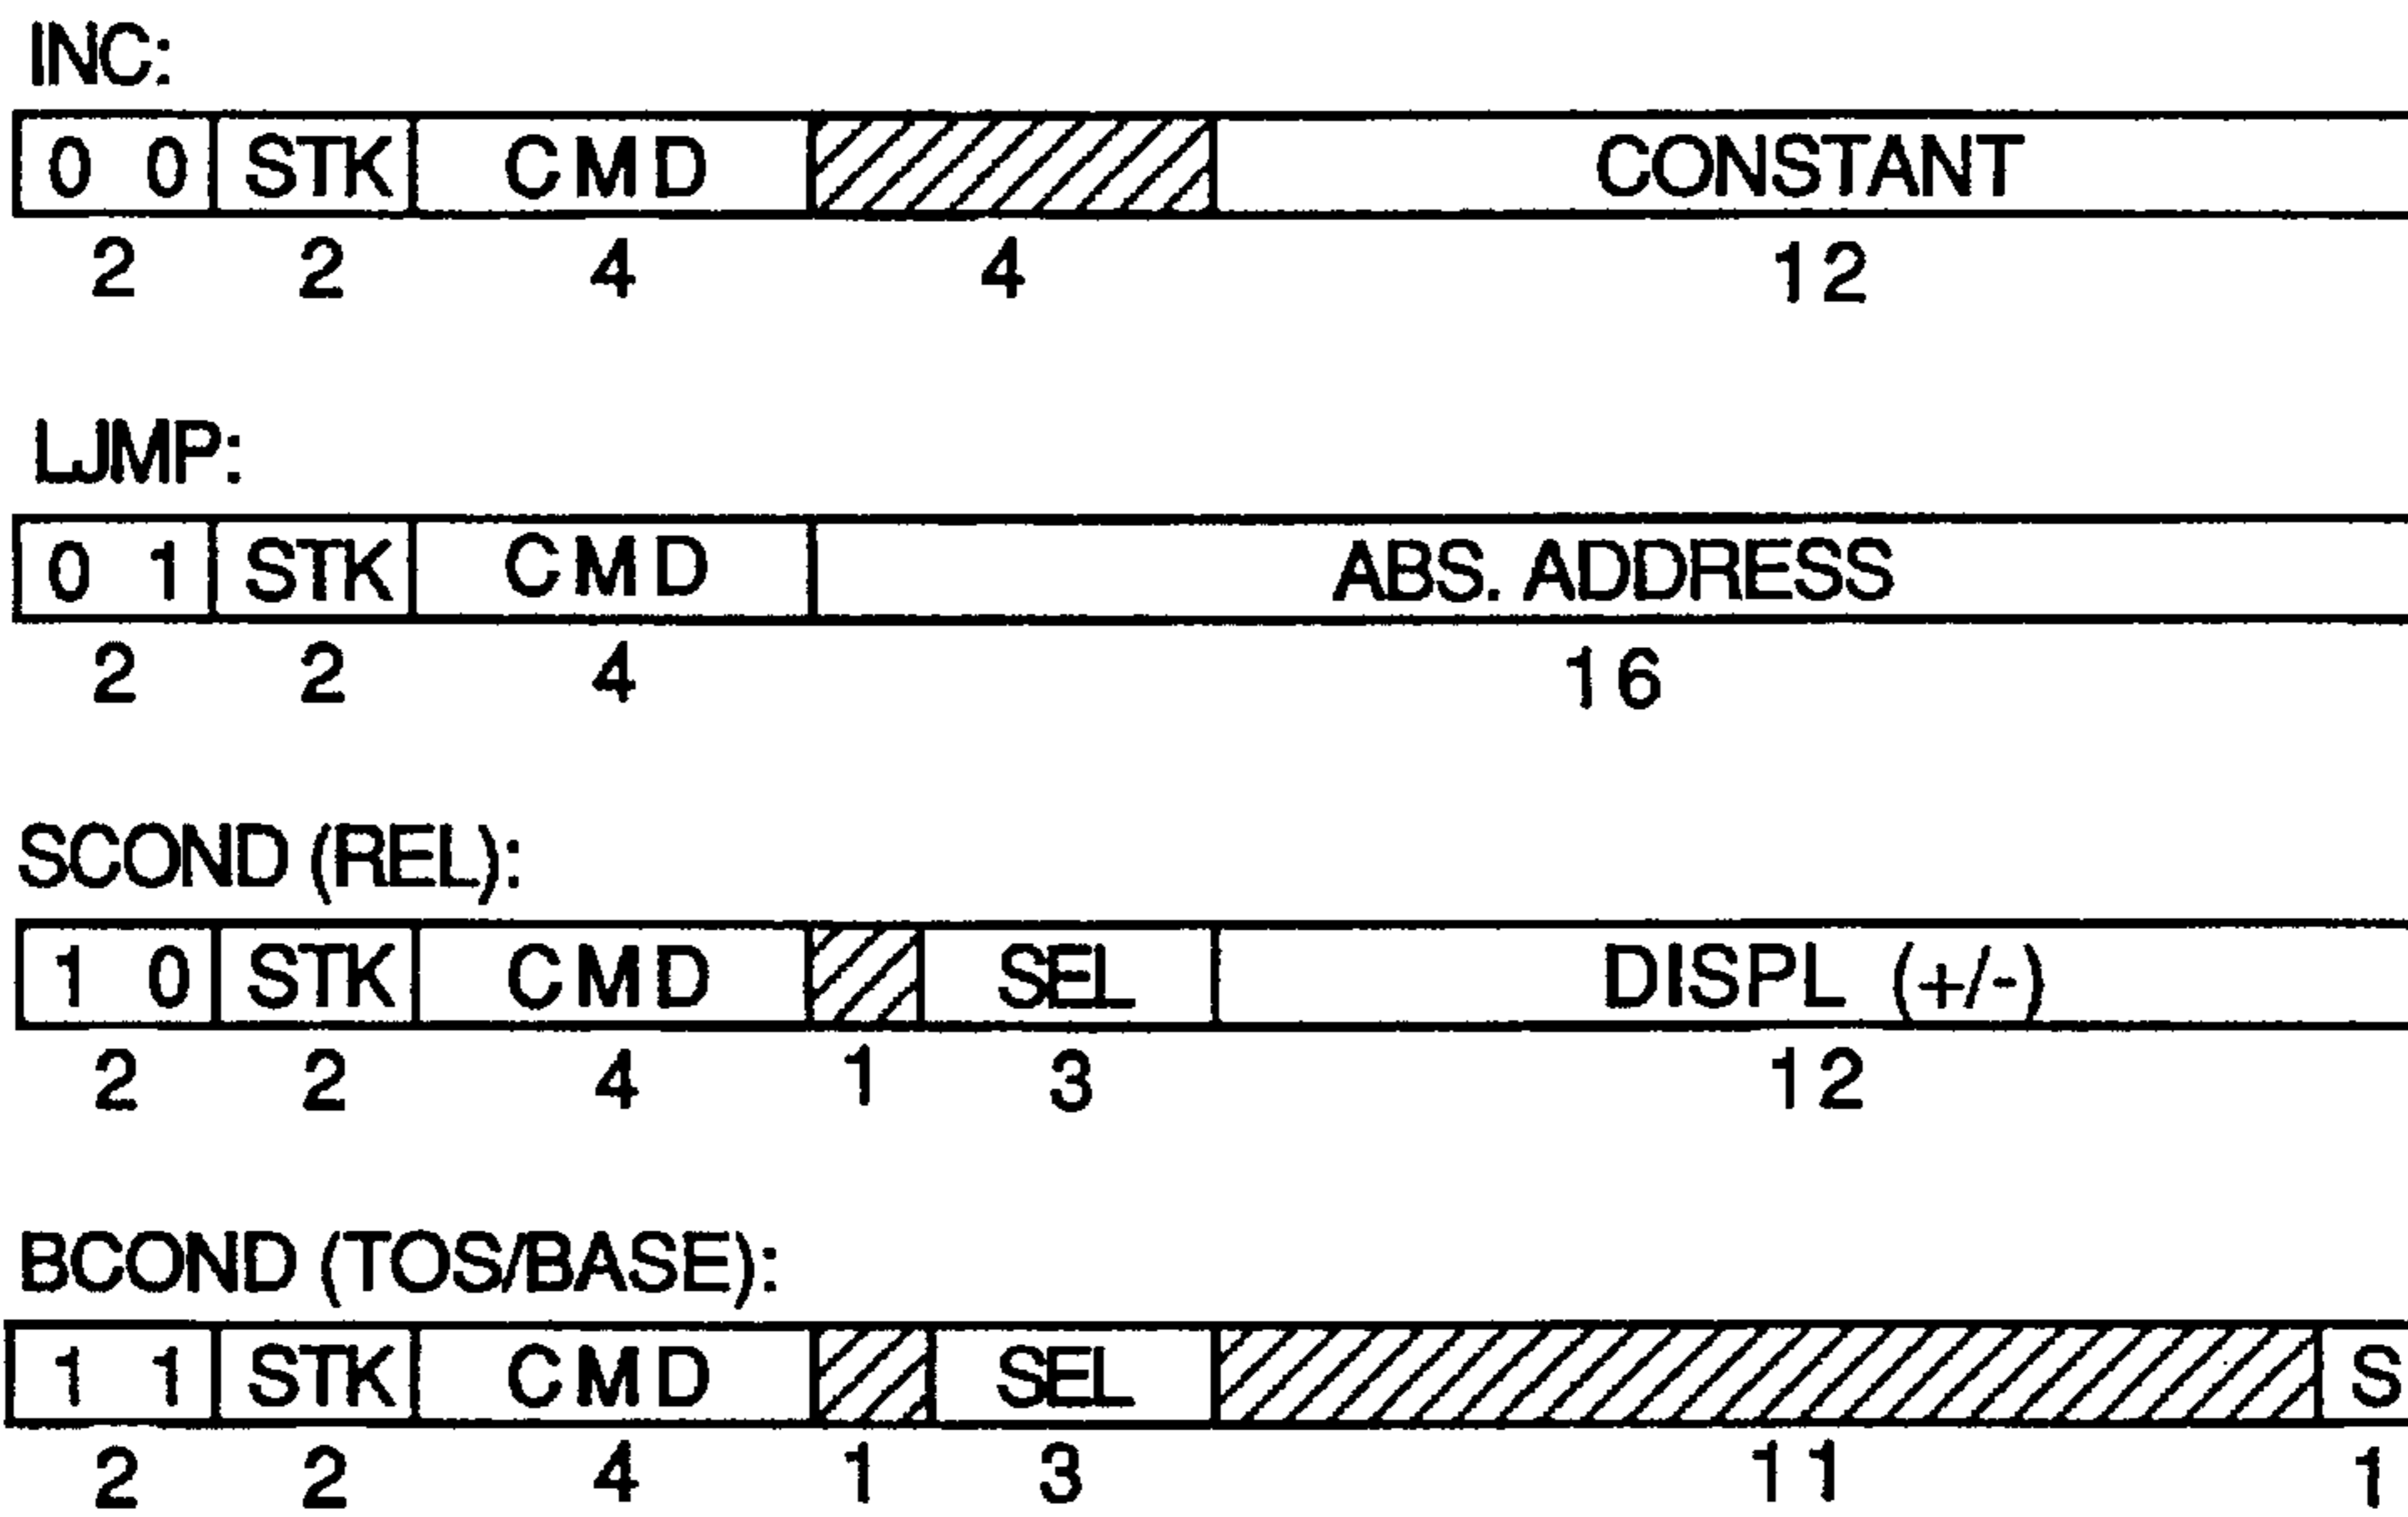 INC:
0 0 STK CMD CONSTANT
2 2 4 4 12
LJMP:
0 1 STK CMD ABS. ADDRESS
2 2 4 16
SCOND (REL):
1 0 STK CMD SEL DISPL (+/-)
2 2 4 1 3 12
BCOND (TOS/BASE):
1 1 STK CMD SEL S
2 2 4 1 3 11 1